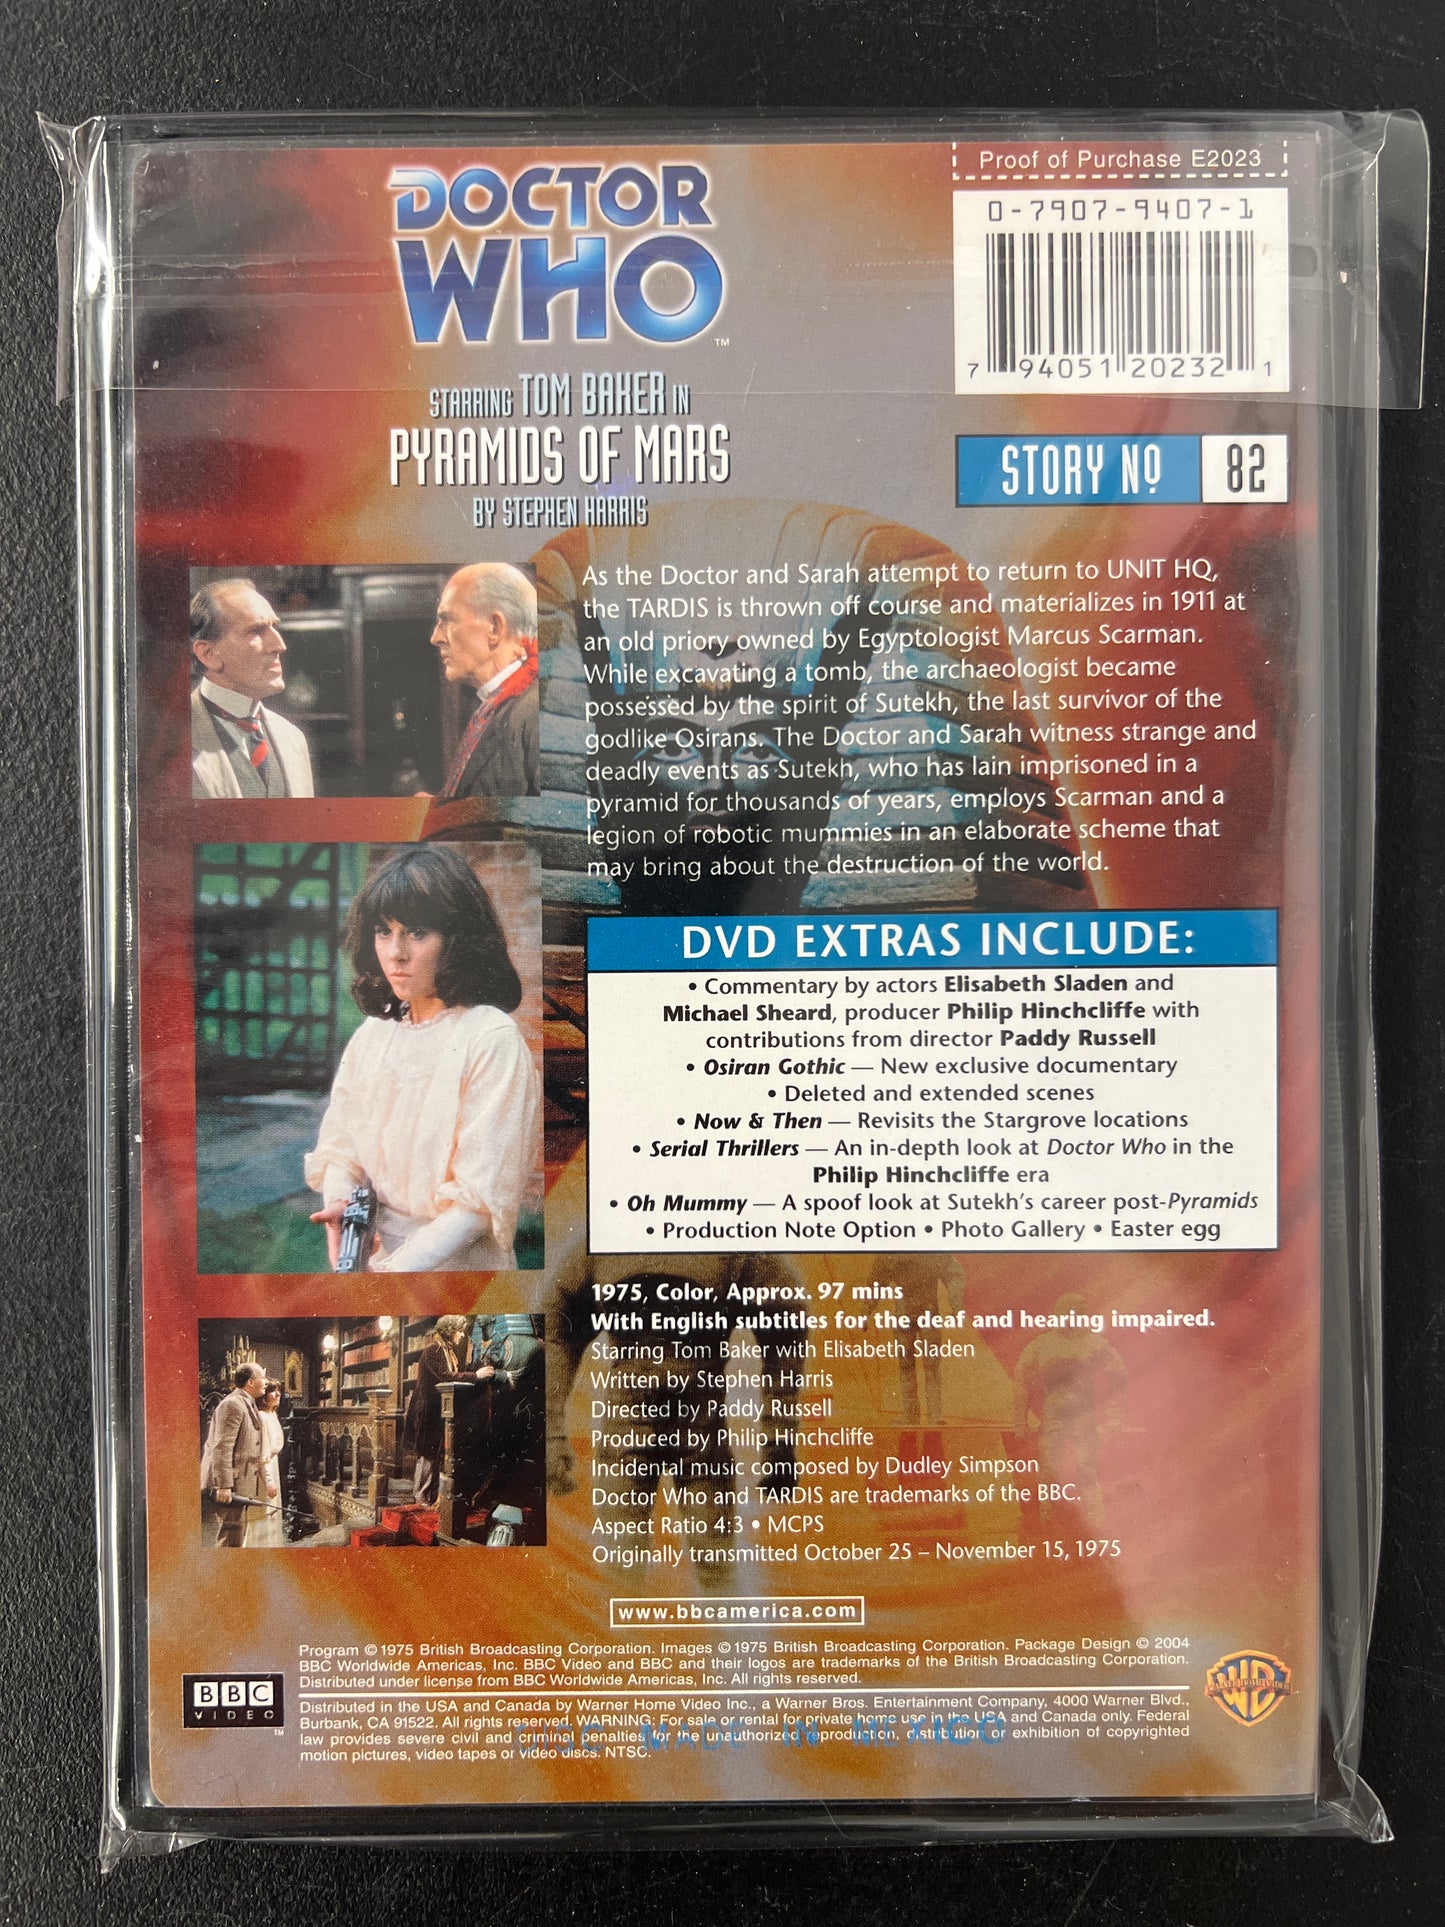 Proof of Purchase E2023
0-7907-9407-1
7 94051 20232 1
DOCTOR
WHO
™
STARRING TOM BAKER IN
PYRAMIDS OF MARS
BY STEPHEN HARRIS
STORY Nº 82
As the Doctor and Sarah attempt to return to UNIT HQ,
the TARDIS is thrown off course and materializes in 1911 at
an old priory owned by Egyptologist Marcus Scarman.
While excavating a tomb, the archaeologist became
possessed by the spirit of Sutekh, the last survivor of the
godlike Osirans. The Doctor and Sarah witness strange and
deadly events as Sutekh, who has lain imprisoned in a
pyramid for thousands of years, employs Scarman and a
legion of robotic mummies in an elaborate scheme that
may bring about the destruction of the world.
DVD EXTRAS INCLUDE:
• Commentary by actors Elisabeth Sladen and
Michael Sheard, producer Philip Hinchcliffe with
contributions from director Paddy Russell
• Osiran Gothic — New exclusive documentary
• Deleted and extended scenes
• Now & Then — Revisits the Stargrove locations
• Serial Thrillers — An in-depth look at Doctor Who in the
Philip Hinchcliffe era
• Oh Mummy — A spoof look at Sutekh's career post-Pyramids
• Production Note Option • Photo Gallery • Easter egg
1975, Color, Approx. 97 mins
With English subtitles for the deaf and hearing impaired.
Starring Tom Baker with Elisabeth Sladen
Written by Stephen Harris
Directed by Paddy Russell
Produced by Philip Hinchcliffe
Incidental music composed by Dudley Simpson
Doctor Who and TARDIS are trademarks of the BBC.
Aspect Ratio 4:3 • MCPS
Originally transmitted October 25 – November 15, 1975
www.bbcamerica.com
Program © 1975 British Broadcasting Corporation. Images © 1975 British Broadcasting Corporation. Package Design © 2004
BBC Worldwide Americas, Inc. BBC Video and BBC and their logos are trademarks of the British Broadcasting Corporation.
Distributed under license from BBC Worldwide Americas, Inc. All rights reserved.
BBC
VIDEO
™
Distributed in the USA and Canada by Warner Home Video Inc., a Warner Bros. Entertainment Company, 4000 Warner Blvd.,
Burbank, CA 91522. All rights reserved. WARNING: For sale or rental for private home use in the USA and Canada only. Federal
law provides severe civil and criminal penalties for the unauthorized reproduction, distribution or exhibition of copyrighted
motion pictures, video tapes or video discs. NTSC.
DISC MADE IN MEXICO
WB